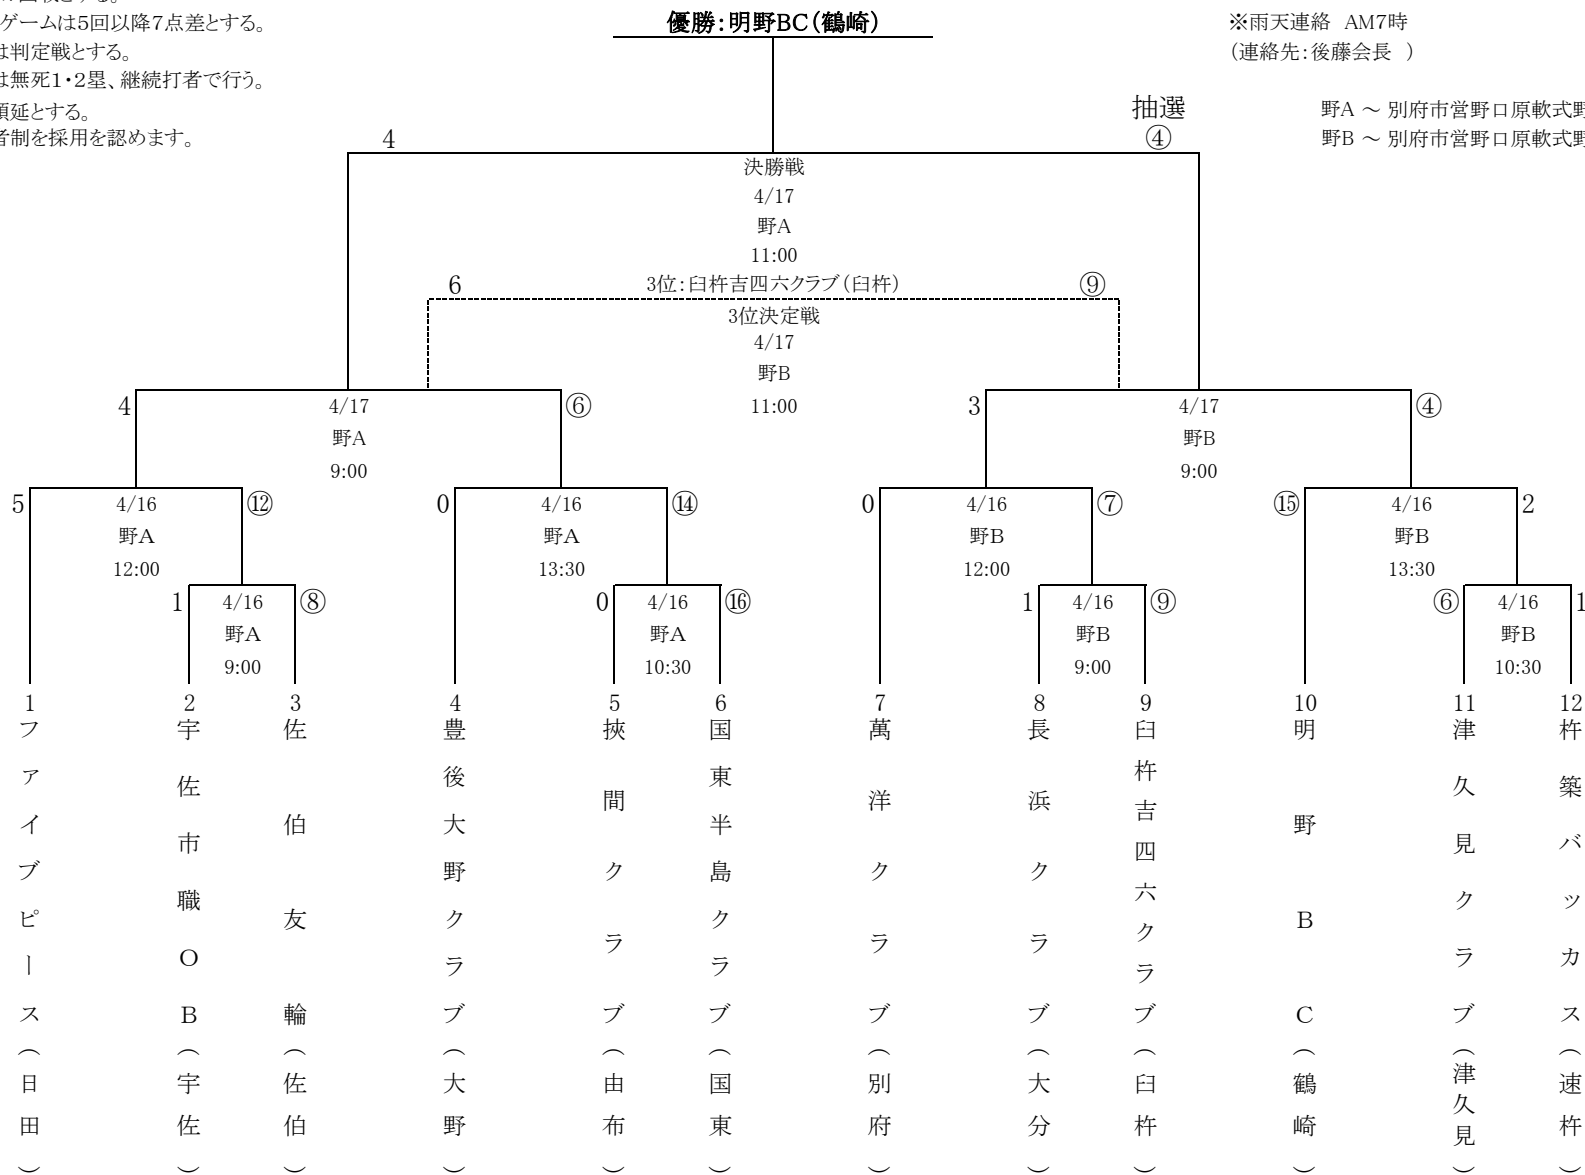 ゲームは5回以降7点差とする。
は判定戦とする。
は無死1・2塁、継続打者で行う。
順延とする。
者制を採用を認めます。
優勝：明野BC（鶴崎）
※雨天連絡 AM7時
（連絡先：後藤会長 ）
野A ～ 別府市営野口原軟式野
野B ～ 別府市営野口原軟式野
抽選
4 ④
決勝戦
4/17
野A
11:00
6 3位：臼杵吉四六クラブ（臼杵） ⑨
3位決定戦
4/17
野B
11:00
4 4/17 ⑥ 3 4/17 ④
野A 野B
9:00 9:00
5 4/16 ⑫ 0 4/16 ⑭ 0 4/16 ⑦ ⑮ 4/16 2
野A 野A 野B 野B
12:00 13:30 12:00 13:30
1 4/16 ⑧ 0 4/16 ⑯ 1 4/16 ⑨ ⑥ 4/16 1
野A 野A 野B 野B
9:00 10:30 9:00 10:30
1 2 3 4 5 6 7 8 9 10 11 12
ファイブピース（日田）
宇佐市職OB（宇佐）
佐伯友輪（佐伯）
豊後大野クラブ（大野）
挾間クラブ（由布）
国東半島クラブ（国東）
萬洋クラブ（別府）
長浜クラブ（大分）
臼杵吉四六クラブ（臼杵）
明野BC（鶴崎）
津久見クラブ（津久見）
杵築バッカス（速杵）